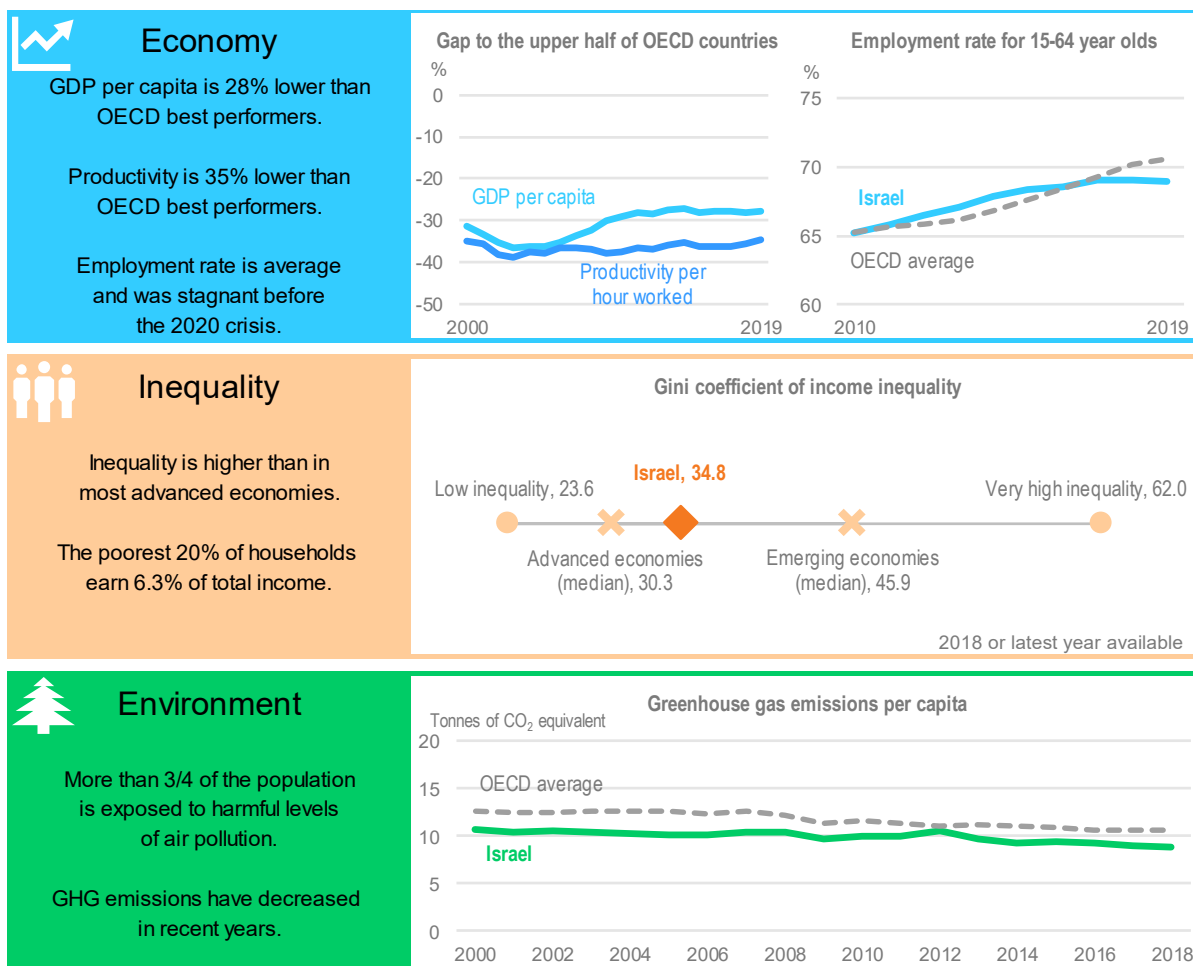 Economy
GDP per capita is 28% lower than
OECD best performers.
Productivity is 35% lower than
OECD best performers.
Employment rate is average
and was stagnant before
the 2020 crisis.
Gap to the upper half of OECD countries
%
0
-10
-20
-30
-40
-50
GDP per capita
Productivity per
hour worked
2000
2019
Employment rate for 15-64 year olds
%
75
70
65
60
Israel
OECD average
2010
2019
Inequality
Inequality is higher than in
most advanced economies.
The poorest 20% of households
earn 6.3% of total income.
Gini coefficient of income inequality
Israel, 34.8
Low inequality, 23.6
Very high inequality, 62.0
Advanced economies
(median), 30.3
Emerging economies
(median), 45.9
2018 or latest year available
Environment
More than 3/4 of the population
is exposed to harmful levels
of air pollution.
GHG emissions have decreased
in recent years.
Greenhouse gas emissions per capita
Tonnes of CO₂ equivalent
20
15
10
5
0
OECD average
Israel
2000
2002
2004
2006
2008
2010
2012
2014
2016
2018